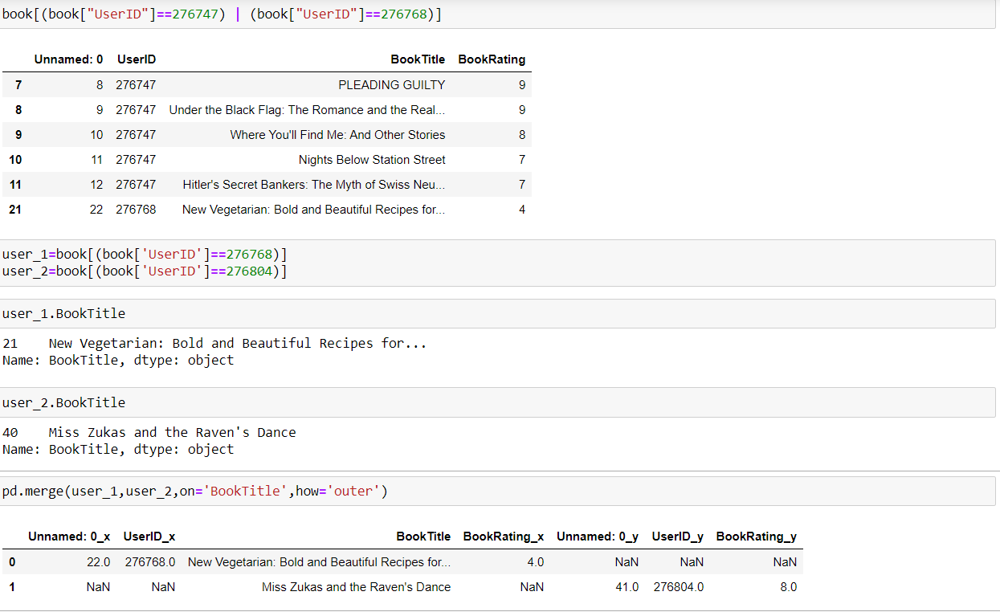 book[(book["UserID"]==276747) | (book["UserID"]==276768)]
Unnamed: 0 UserID BookTitle BookRating
7 8 276747 PLEADING GUILTY 9
8 9 276747 Under the Black Flag: The Romance and the Real... 9
9 10 276747 Where You'll Find Me: And Other Stories 8
10 11 276747 Nights Below Station Street 7
11 12 276747 Hitler's Secret Bankers: The Myth of Swiss Neu... 7
21 22 276768 New Vegetarian: Bold and Beautiful Recipes for... 4
user_1=book[(book['UserID']==276768)]
user_2=book[(book['UserID']==276804)]
user_1.BookTitle
21    New Vegetarian: Bold and Beautiful Recipes for...
Name: BookTitle, dtype: object
user_2.BookTitle
40    Miss Zukas and the Raven's Dance
Name: BookTitle, dtype: object
pd.merge(user_1,user_2,on='BookTitle',how='outer')
Unnamed: 0_x UserID_x BookTitle BookRating_x Unnamed: 0_y UserID_y BookRating_y
0 22.0 276768.0 New Vegetarian: Bold and Beautiful Recipes for... 4.0 NaN NaN NaN
1 NaN NaN Miss Zukas and the Raven's Dance NaN 41.0 276804.0 8.0